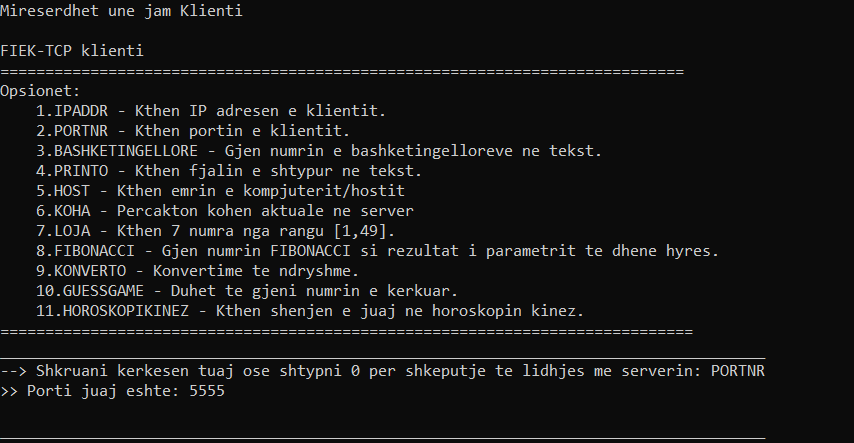 Mireserdhet une jam Klienti
FIEK-TCP klienti
============================================================================
Opsionet:
1.IPADDR - Kthen IP adresen e klientit.
2.PORTNR - Kthen portin e klientit.
3.BASHKETINGELLORE - Gjen numrin e bashketingelloreve ne tekst.
4.PRINTO - Kthen fjalin e shtypur ne tekst.
5.HOST - Kthen emrin e kompjuterit/hostit
6.KOHA - Percakton kohen aktuale ne server
7.LOJA - Kthen 7 numra nga rangu [1,49].
8.FIBONACCI - Gjen numrin FIBONACCI si rezultat i parametrit te dhene hyres.
9.KONVERTO - Konvertime te ndryshme.
10.GUESSGAME - Duhet te gjeni numrin e kerkuar.
11.HOROSKOPIKINEZ - Kthen shenjen e juaj ne horoskopin kinez.
=============================================================================
_____________________________________________________________________________________
--> Shkruani kerkesen tuaj ose shtypni 0 per shkeputje te lidhjes me serverin: PORTNR
>> Porti juaj eshte: 5555
_____________________________________________________________________________________